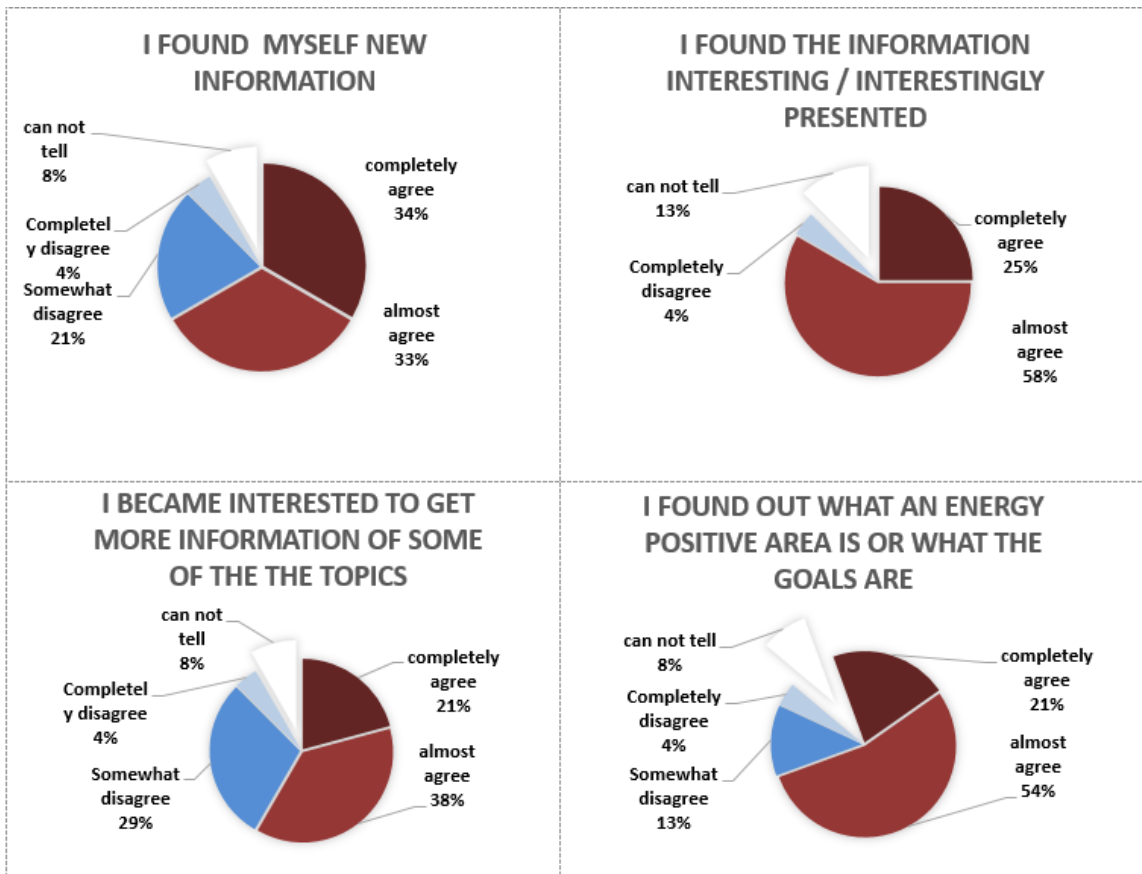 I FOUND MYSELF NEW
INFORMATION
can not
tell
8%
completely
agree
34%
Completel
y disagree
4%
Somewhat
disagree
21%
almost
agree
33%
I FOUND THE INFORMATION
INTERESTING / INTERESTINGLY
PRESENTED
can not tell
13%
completely
agree
25%
Completely
disagree
4%
almost
agree
58%
I BECAME INTERESTED TO GET
MORE INFORMATION OF SOME
OF THE THE TOPICS
can not
tell
8%
completely
agree
21%
Completel
y disagree
4%
Somewhat
disagree
29%
almost
agree
38%
I FOUND OUT WHAT AN ENERGY
POSITIVE AREA IS OR WHAT THE
GOALS ARE
can not tell
8%
completely
agree
21%
Completely
disagree
4%
Somewhat
disagree
13%
almost
agree
54%